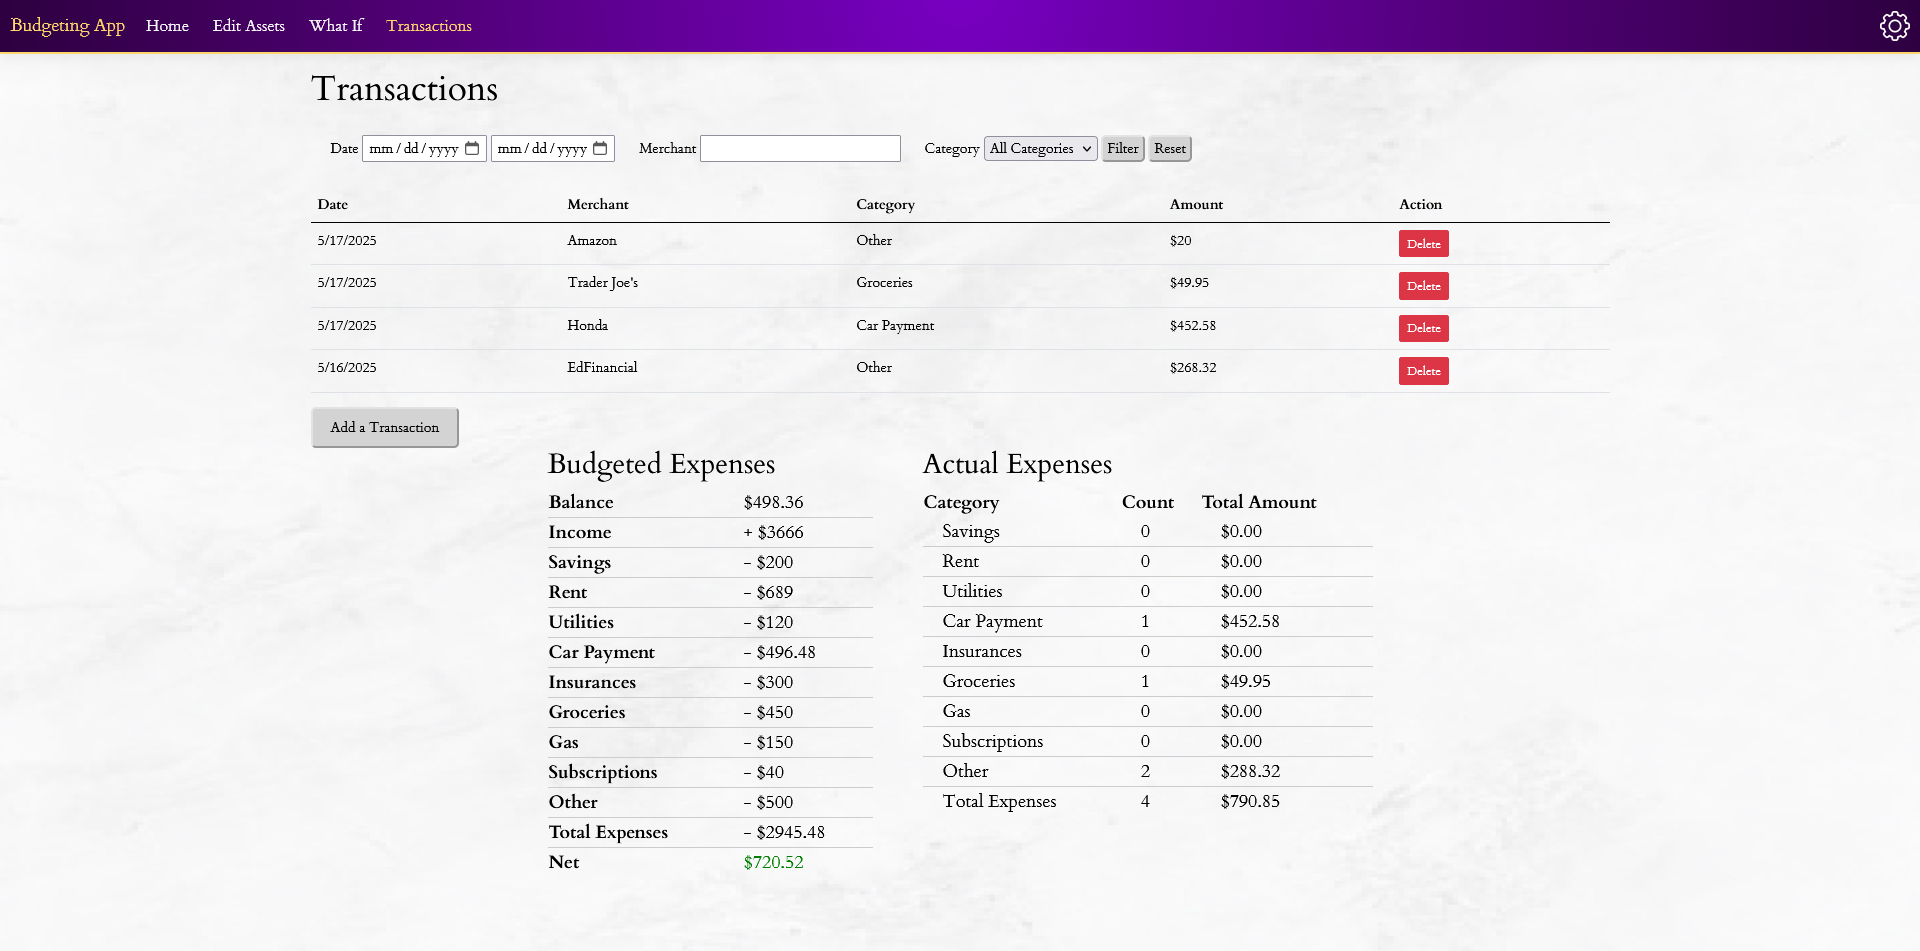 Budgeting App Home Edit Assets What If Transactions
Transactions
Date mm / dd / yyyy mm / dd / yyyy Merchant Category All Categories Filter Reset
Date Merchant Category Amount Action
5/17/2025 Amazon Other $20 Delete
5/17/2025 Trader Joe's Groceries $49.95 Delete
5/17/2025 Honda Car Payment $452.58 Delete
5/16/2025 EdFinancial Other $268.32 Delete
Add a Transaction
Budgeted Expenses
Balance $498.36
Income + $3666
Savings - $200
Rent - $689
Utilities - $120
Car Payment - $496.48
Insurances - $300
Groceries - $450
Gas - $150
Subscriptions - $40
Other - $500
Total Expenses - $2945.48
Net $720.52
Actual Expenses
Category Count Total Amount
Savings 0 $0.00
Rent 0 $0.00
Utilities 0 $0.00
Car Payment 1 $452.58
Insurances 0 $0.00
Groceries 1 $49.95
Gas 0 $0.00
Subscriptions 0 $0.00
Other 2 $288.32
Total Expenses 4 $790.85